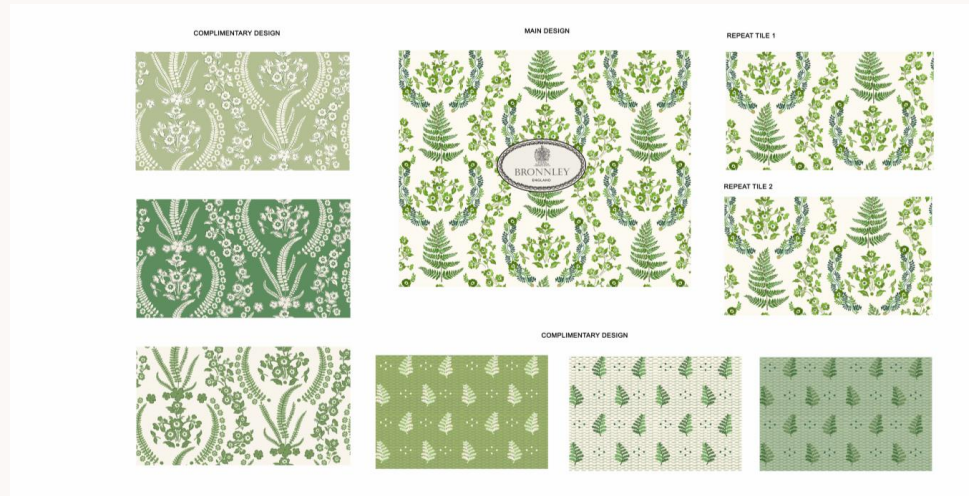 COMPLIMENTARY DESIGN
MAIN DESIGN
REPEAT TILE 1
BRONNLEY
ENGLAND
REPEAT TILE 2
COMPLIMENTARY DESIGN